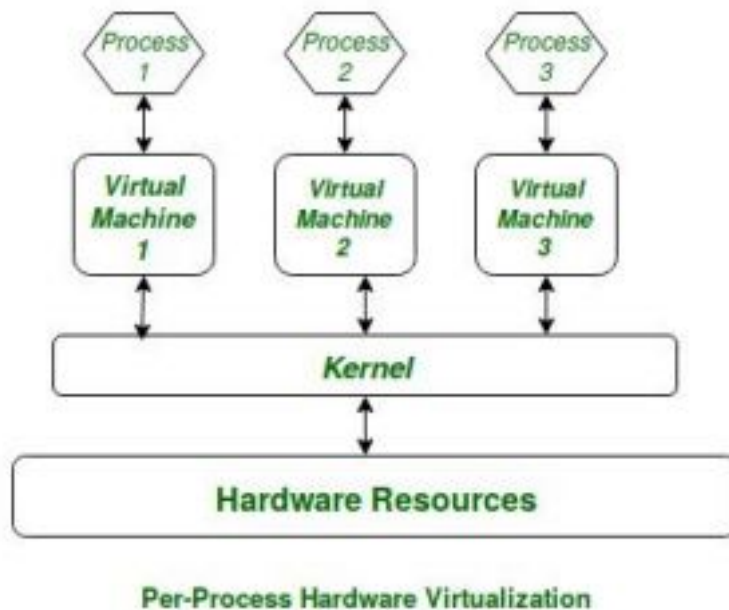 Process
1
Process
2
Process
3
Virtual
Machine
1
Virtual
Machine
2
Virtual
Machine
3
Kernel
Hardware Resources
Per-Process Hardware Virtualization